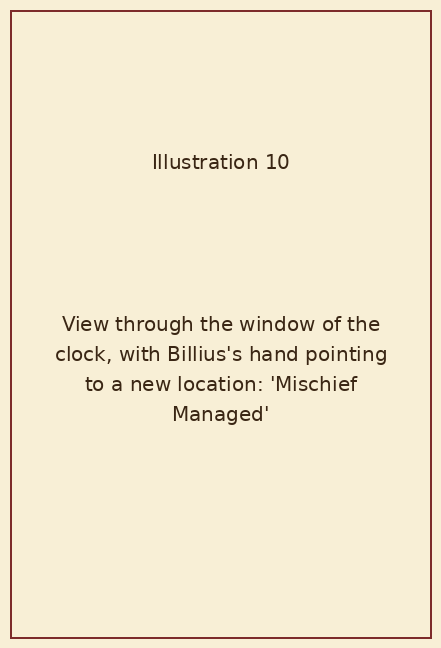 Illustration 10
View through the window of the
clock, with Billius's hand pointing
to a new location: 'Mischief
Managed'